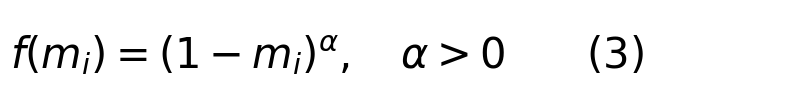 f(mᵢ) = (1 − mᵢ)^α, α > 0 (3)